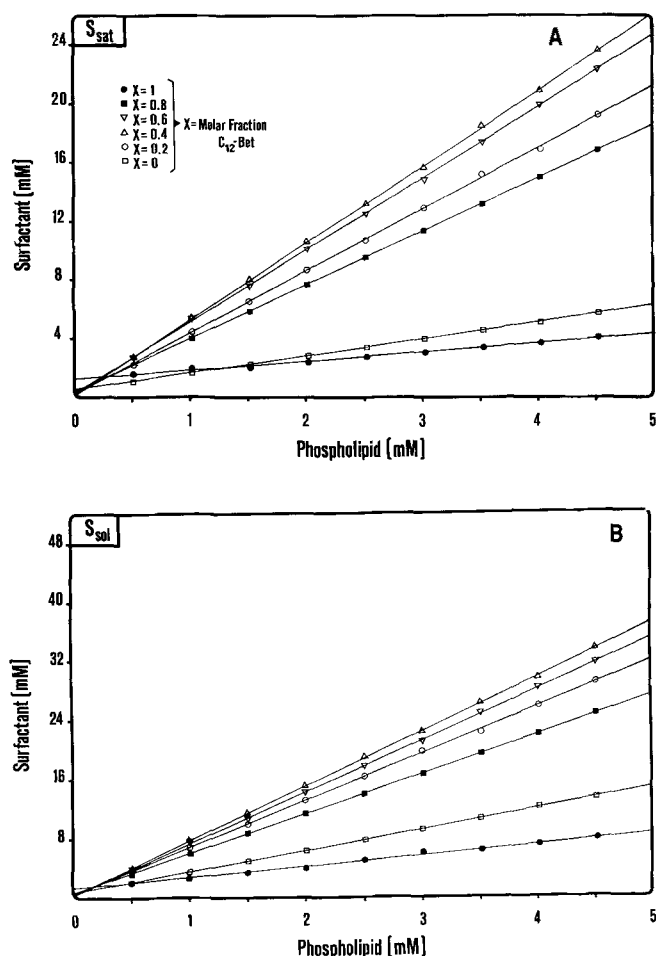 S_sat
A
26
20
16
12
8
4
Surfactant [mM]
● X = 1
■ X = 0.8
▽ X = 0.6
△ X = 0.4
○ X = 0.2
□ X = 0
X = Molar Fraction
C₁₂-Bet
0 1 2 3 4 5
Phospholipid [mM]
S_sol
B
48
40
32
24
16
8
Surfactant [mM]
0 1 2 3 4 5
Phospholipid [mM]